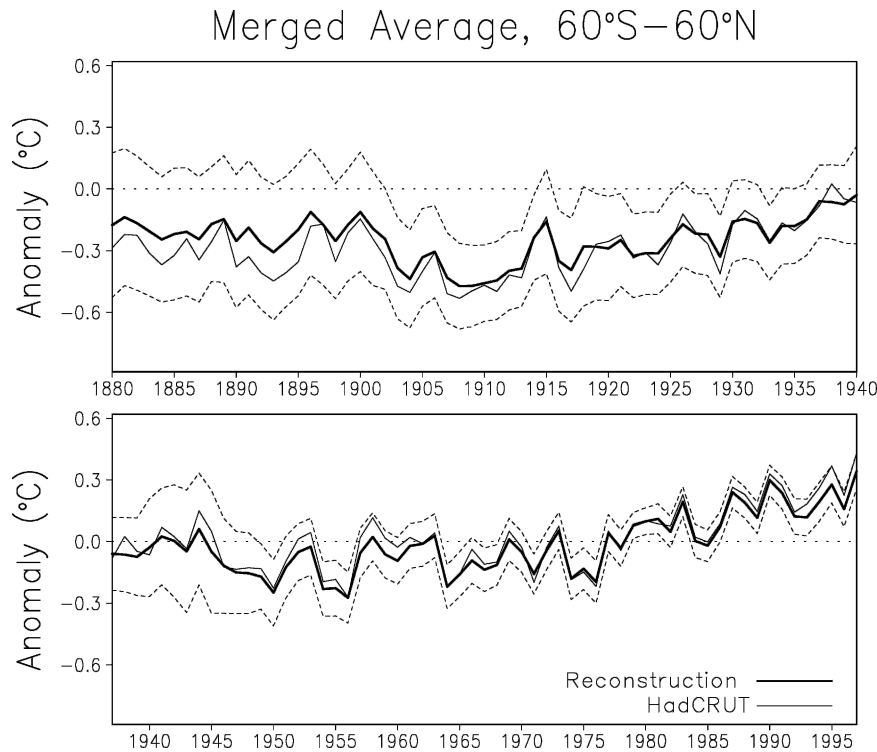 Merged Average, 60°S−60°N
Anomaly (°C)
0.6
0.3
0.0
−0.3
−0.6
1880 1885 1890 1895 1900 1905 1910 1915 1920 1925 1930 1935 1940
Anomaly (°C)
0.6
0.3
0.0
−0.3
−0.6
Reconstruction
HadCRUT
1940 1945 1950 1955 1960 1965 1970 1975 1980 1985 1990 1995